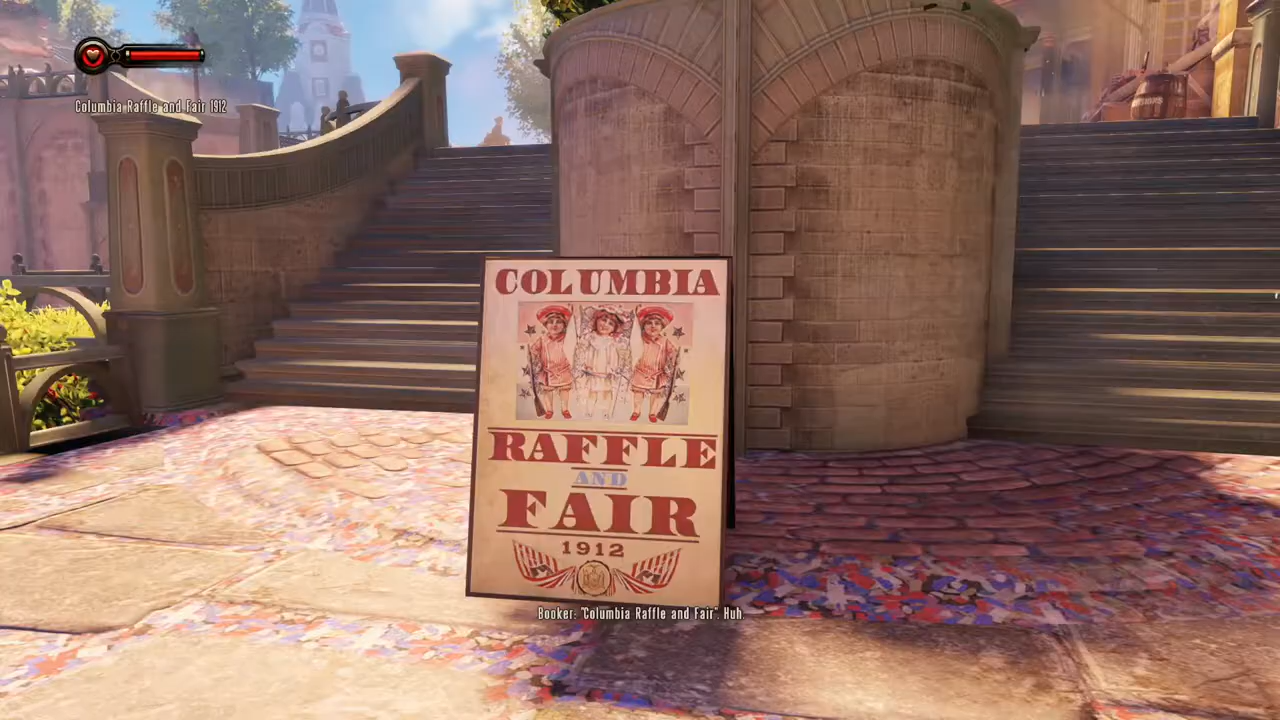 Columbia Raffle and Fair 1912
COLUMBIA
RAFFLE
AND
FAIR
1912
Booker: "Columbia Raffle and Fair". Huh.